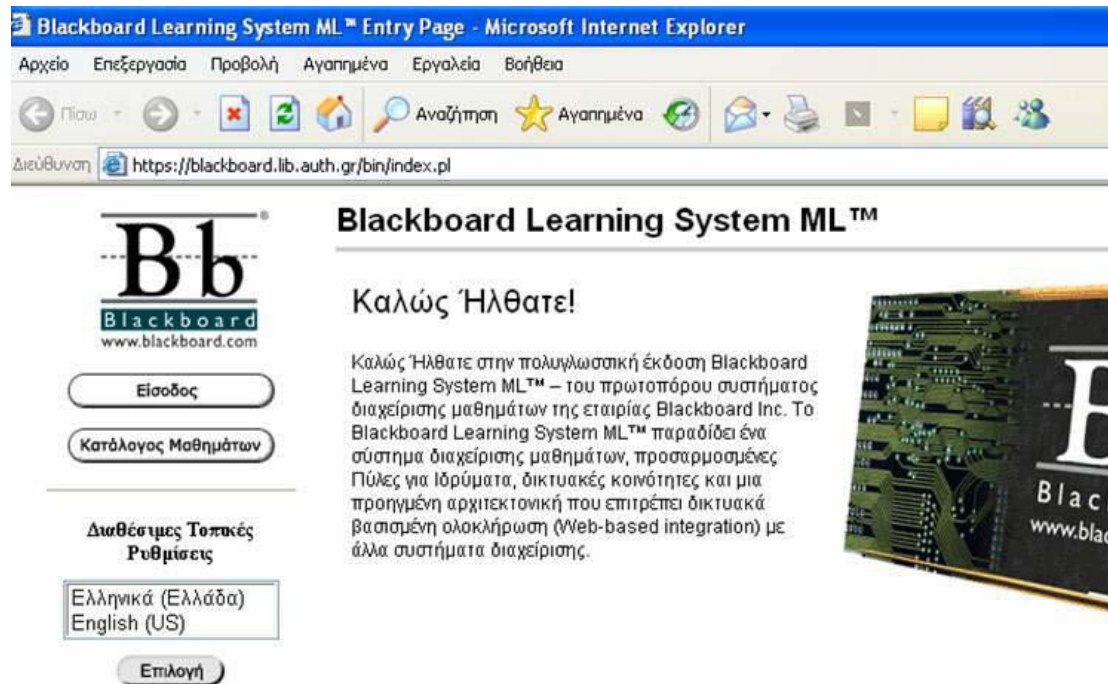 Blackboard Learning System ML™ Entry Page - Microsoft Internet Explorer
Αρχείο Επεξεργασία Προβολή Αγαπημένα Εργαλεία Βοήθεια
Πίσω Αναζήτηση Αγαπημένα
Διεύθυνση https://blackboard.lib.auth.gr/bin/index.pl
Bb ®
Blackboard
www.blackboard.com
Είσοδος
Κατάλογος Μαθημάτων
Διαθέσιμες Τοπικές
Ρυθμίσεις
Ελληνικά (Ελλάδα)
English (US)
Επιλογή
Blackboard Learning System ML™
Καλώς Ήλθατε!
Καλώς Ήλθατε στην πολυγλωσσική έκδοση Blackboard
Learning System ML™ – του πρωτοπόρου συστήματος
διαχείρισης μαθημάτων της εταιρίας Blackboard Inc. Το
Blackboard Learning System ML™ παραδίδει ένα
σύστημα διαχείρισης μαθημάτων, προσαρμοσμένες
Πύλες για Ιδρύματα, δικτυακές κοινότητες και μια
προηγμένη αρχιτεκτονική που επιτρέπει δικτυακά
βασισμένη ολοκλήρωση (Web-based integration) με
άλλα συστήματα διαχείρισης.
Blac
www.blac